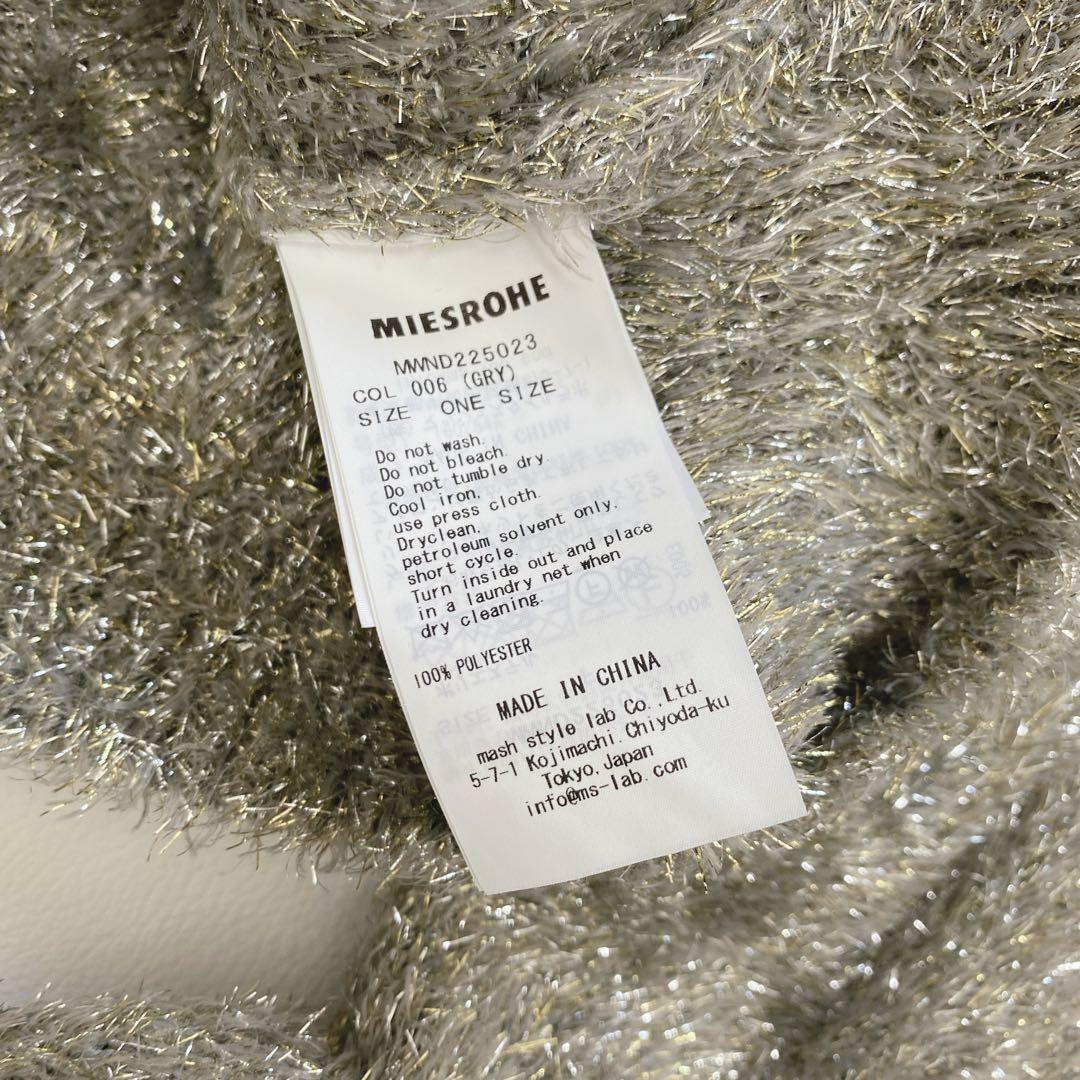 MIESROHE
MWND225023
COL 006 (GRY)
SIZE ONE SIZE
Do not wash.
Do not bleach.
Do not tumble dry.
Cool iron.
use press cloth.
Dryclean.
petroleum solvent only.
short cycle.
Turn inside out and place
in a laundry net when
dry cleaning.
100% POLYESTER
MADE IN CHINA
mash style lab Co.,Ltd.
5-7-1 Kojimachi.Chiyoda-ku
Tokyo,Japan
info@ms-lab.com